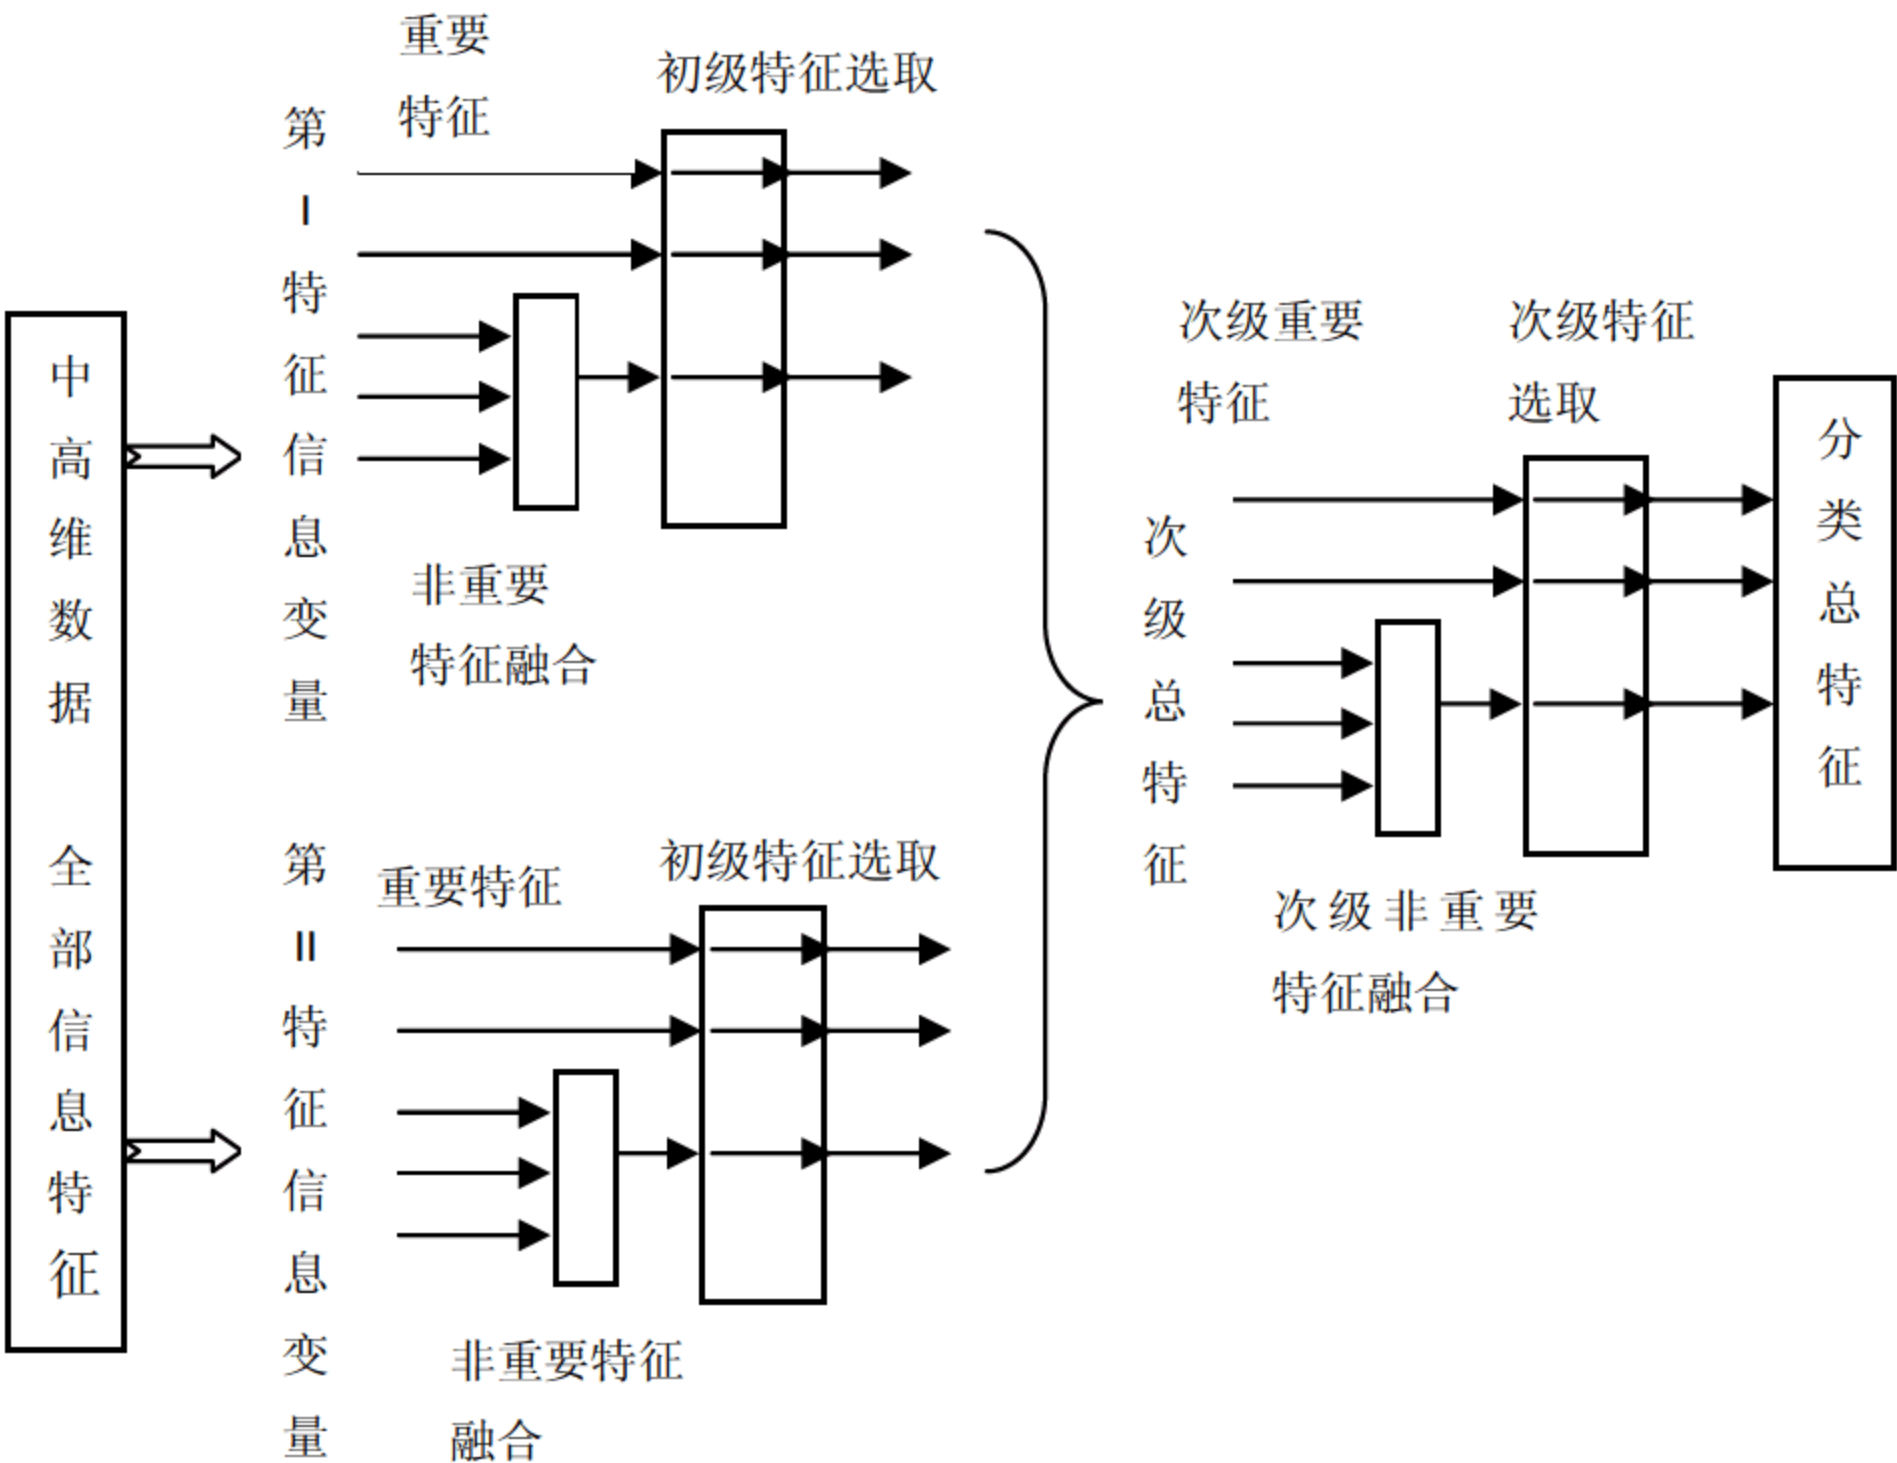 中高维数据 全部信息特征
第I特征信息变量
重要
特征
初级特征选取
非重要
特征融合
第II特征信息变量
重要特征
初级特征选取
非重要特征
融合
次级总特征
次级重要
特征
次级特征
选取
次级非重要
特征融合
分类总特征